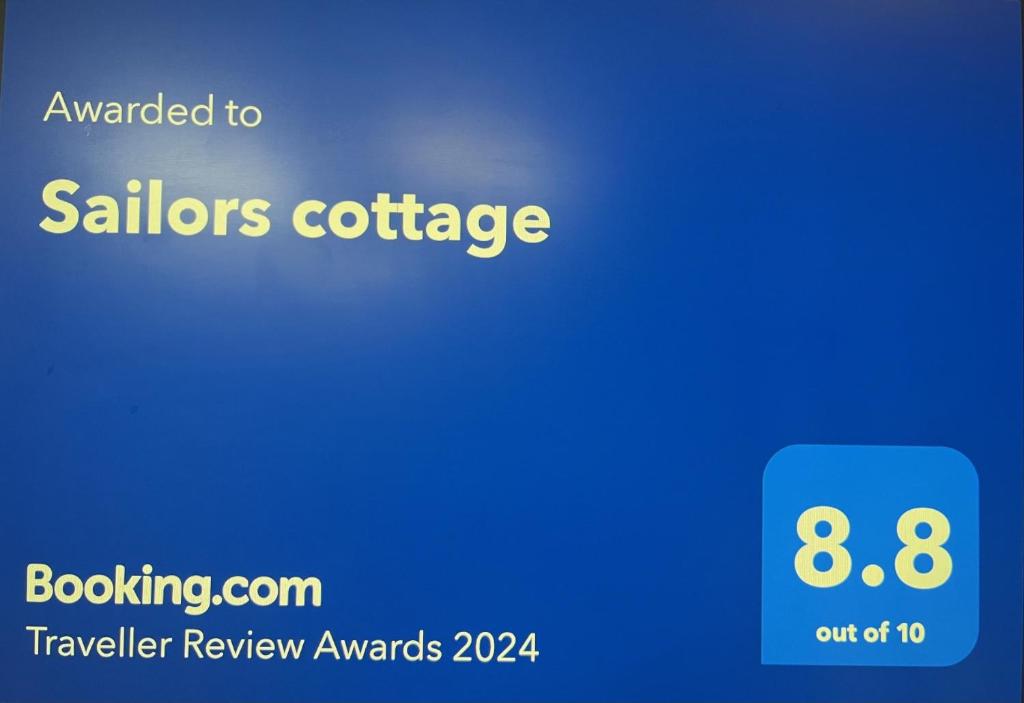 Awarded to
Sailors cottage
Booking.com
Traveller Review Awards 2024
8.8
out of 10